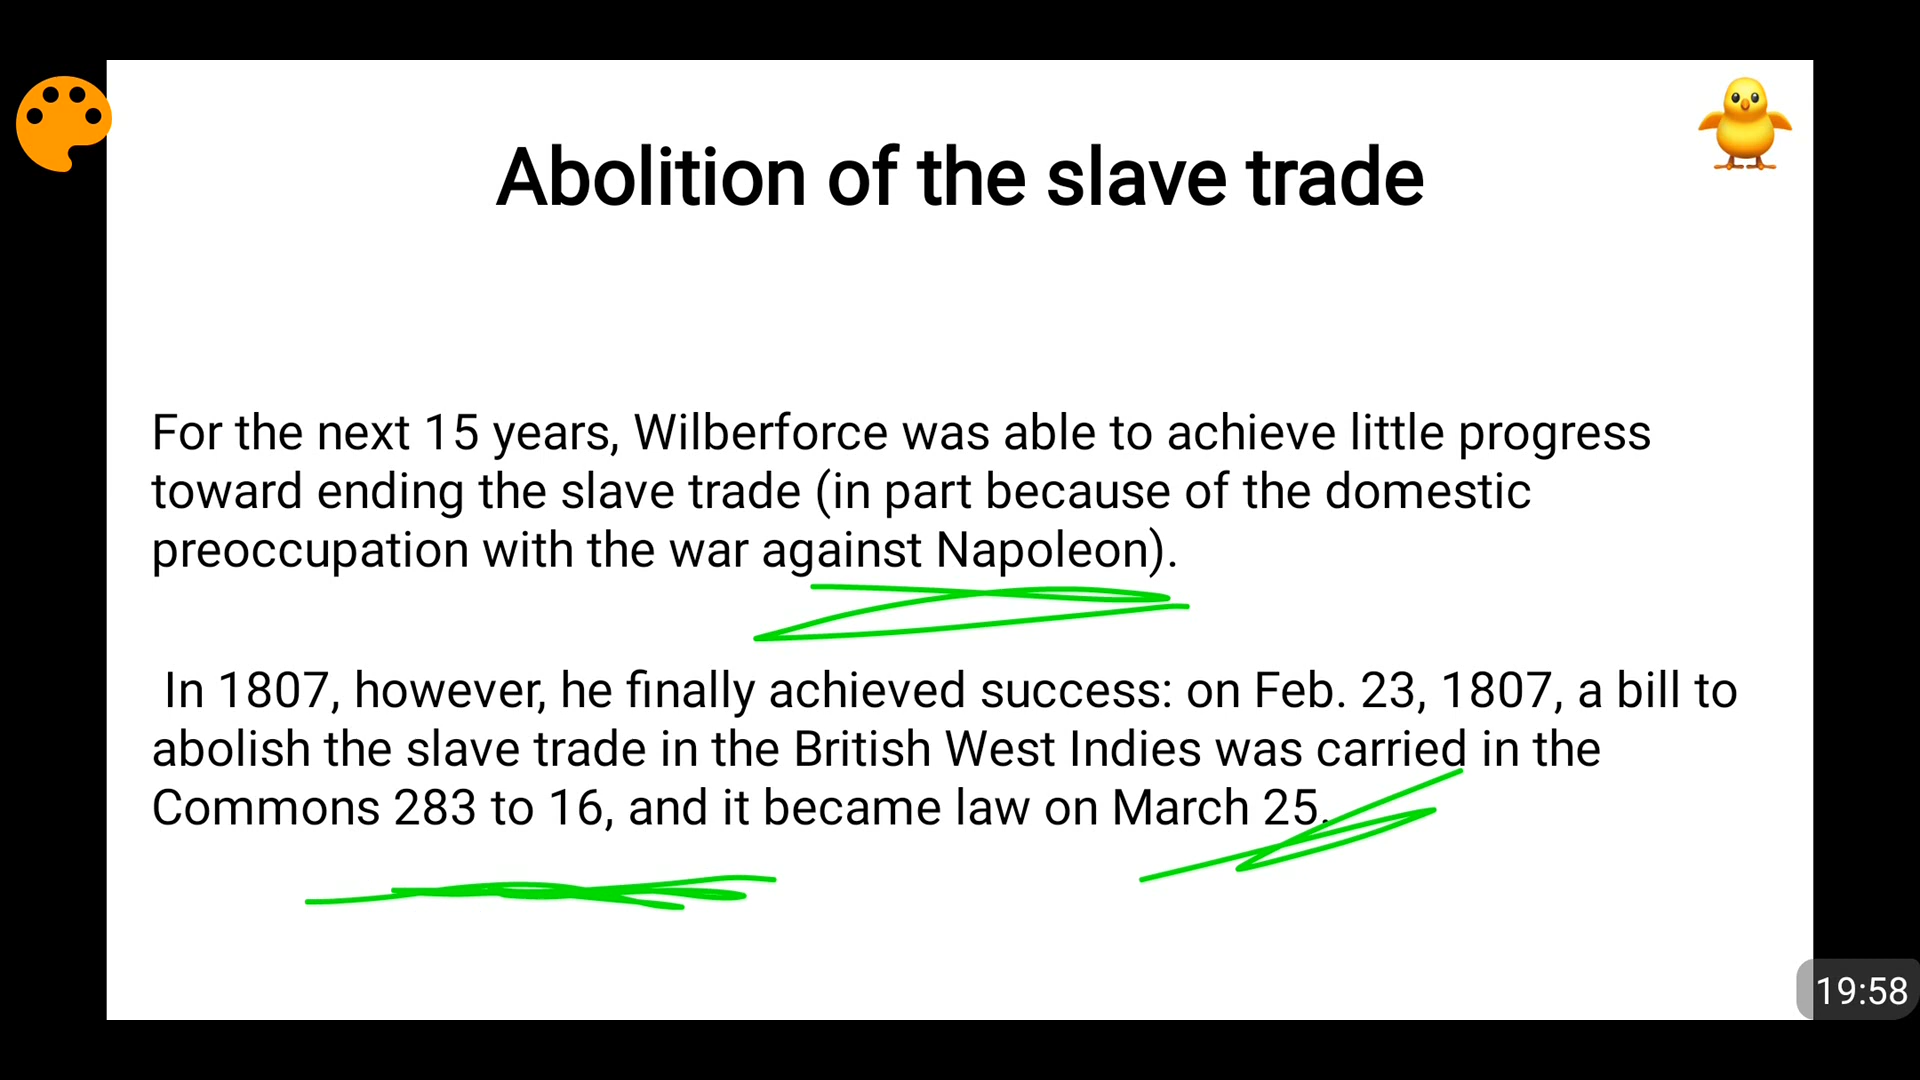 Abolition of the slave trade
For the next 15 years, Wilberforce was able to achieve little progress
toward ending the slave trade (in part because of the domestic
preoccupation with the war against Napoleon).
In 1807, however, he finally achieved success: on Feb. 23, 1807, a bill to
abolish the slave trade in the British West Indies was carried in the
Commons 283 to 16, and it became law on March 25.
19:58